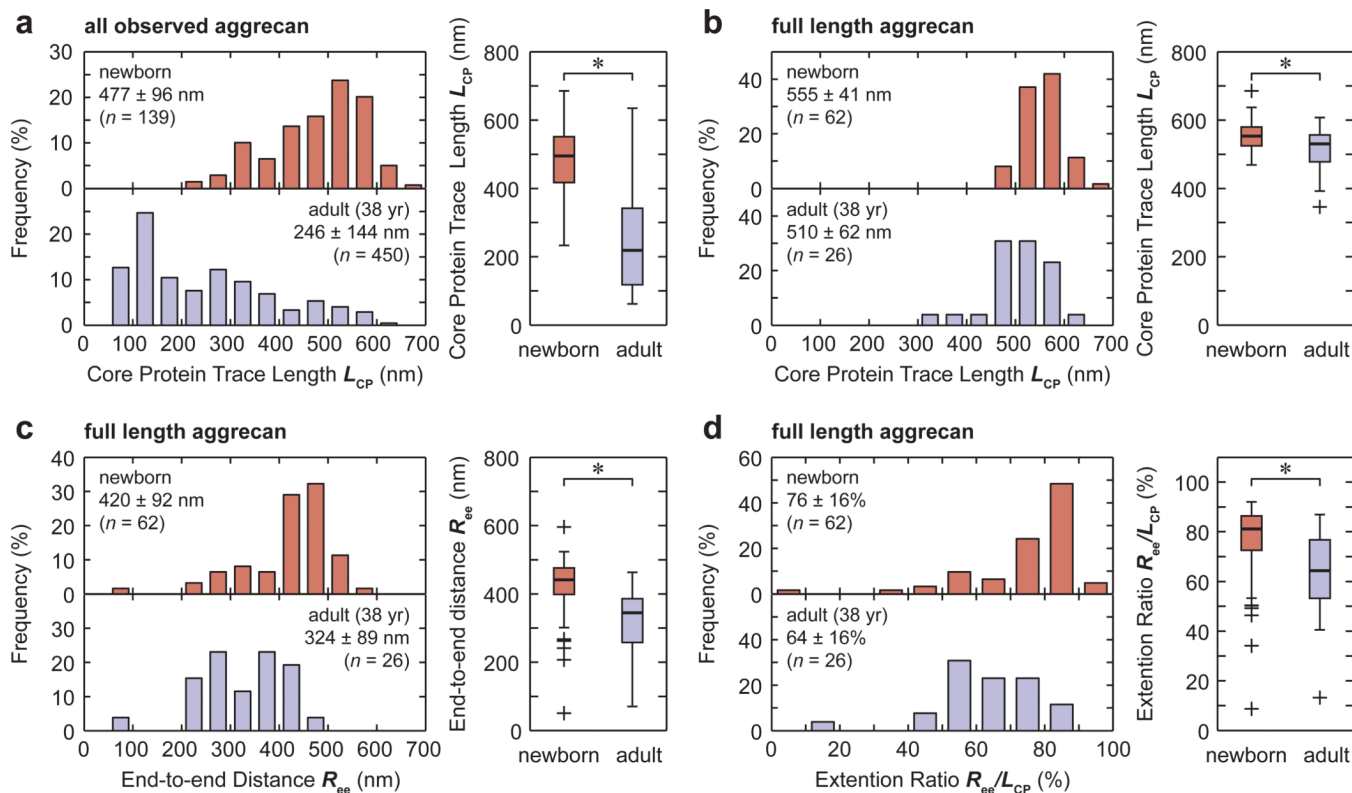 a
all observed aggrecan
newborn
477 ± 96 nm
(n = 139)
adult (38 yr)
246 ± 144 nm
(n = 450)
Frequency (%)
30
20
10
0
20
10
0
0 100 200 300 400 500 600 700
Core Protein Trace Length LCP (nm)
Core Protein Trace Length LCP (nm)
800
600
400
200
0
*
newborn adult
b
full length aggrecan
newborn
555 ± 41 nm
(n = 62)
adult (38 yr)
510 ± 62 nm
(n = 26)
Frequency (%)
40
20
0
40
20
0
0 100 200 300 400 500 600 700
Core Protein Trace Length LCP (nm)
Core Protein Trace Length LCP (nm)
800
600
400
200
0
*
newborn adult
c
full length aggrecan
newborn
420 ± 92 nm
(n = 62)
adult (38 yr)
324 ± 89 nm
(n = 26)
Frequency (%)
40
30
20
10
0
30
20
10
0
0 100 200 300 400 500 600 700
End-to-end Distance Ree (nm)
End-to-end distance Ree (nm)
800
600
400
200
0
*
newborn adult
d
full length aggrecan
newborn
76 ± 16%
(n = 62)
adult (38 yr)
64 ± 16%
(n = 26)
Frequency (%)
60
40
20
0
40
20
0
0 20 40 60 80 100
Extention Ratio Ree/LCP (%)
Extention Ratio Ree/LCP (%)
100
80
60
40
20
0
*
newborn adult